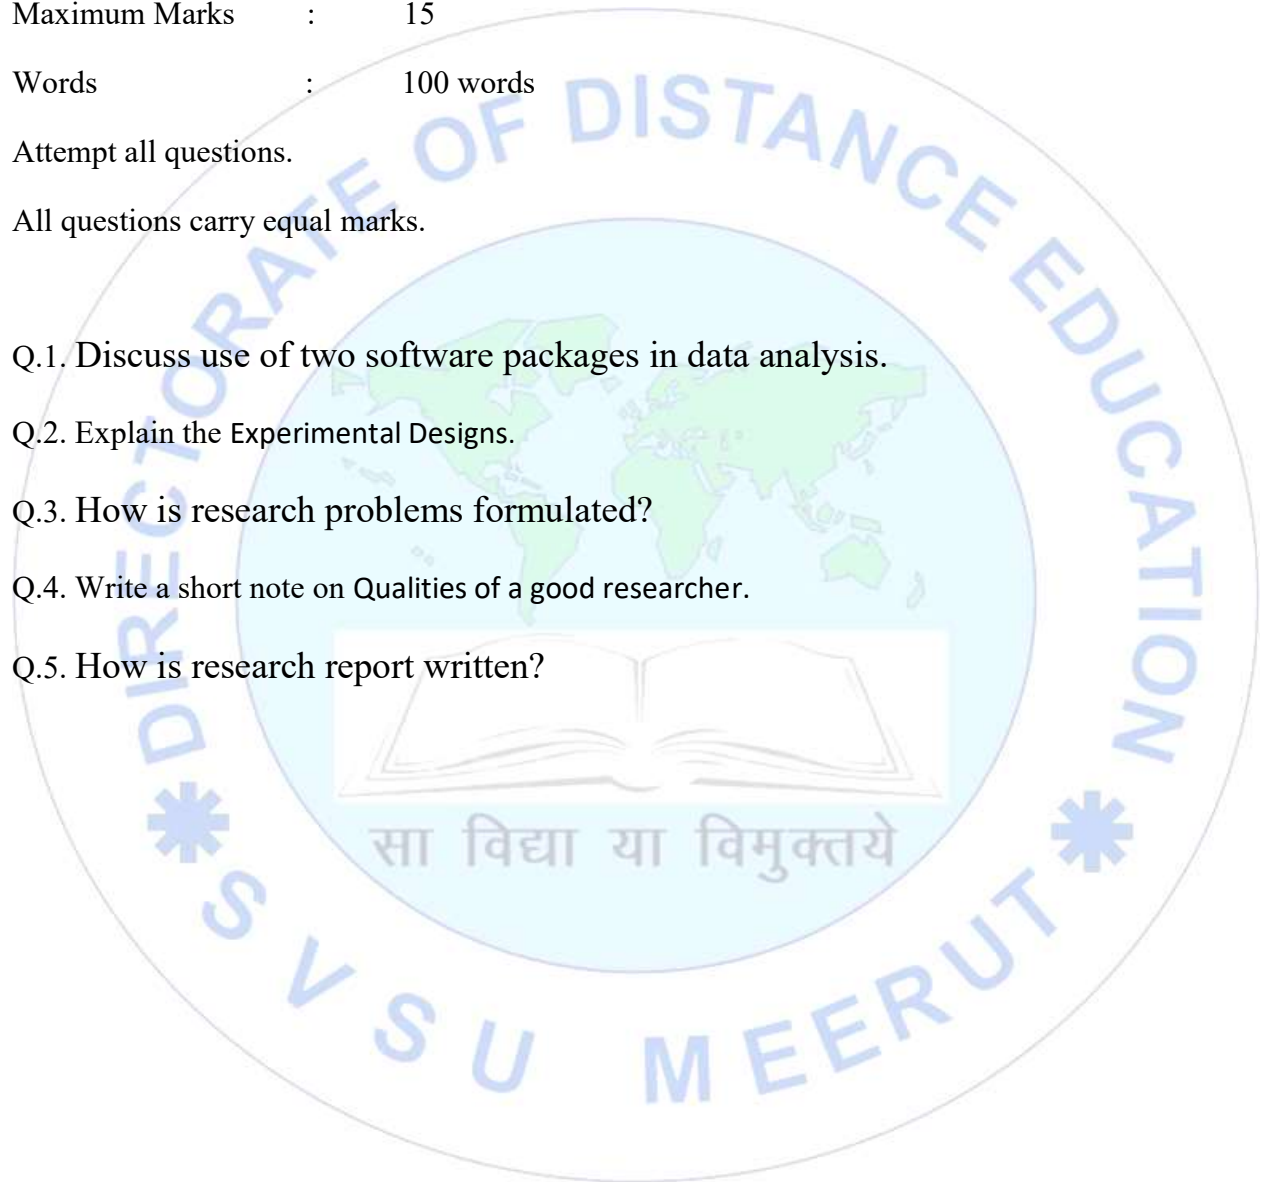 Maximum Marks : 15
Words : 100 words
Attempt all questions.
All questions carry equal marks.
Q.1. Discuss use of two software packages in data analysis.
Q.2. Explain the Experimental Designs.
Q.3. How is research problems formulated?
Q.4. Write a short note on Qualities of a good researcher.
Q.5. How is research report written?
DIRECTORATE OF DISTANCE EDUCATION
सा विद्या या विमुक्तये
S V S U MEERUT